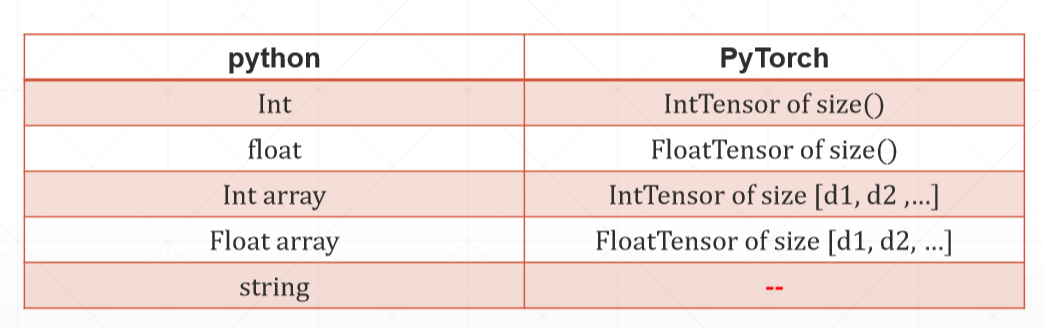 python PyTorch
Int IntTensor of size()
float FloatTensor of size()
Int array IntTensor of size [d1, d2 ,...]
Float array FloatTensor of size [d1, d2, ...]
string --